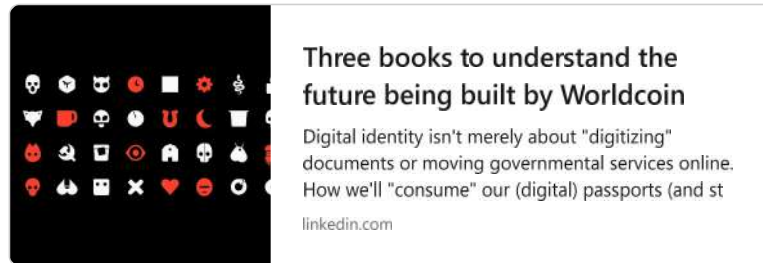 Three books to understand the
future being built by Worldcoin
Digital identity isn't merely about "digitizing"
documents or moving governmental services online.
How we'll "consume" our (digital) passports (and st
linkedin.com